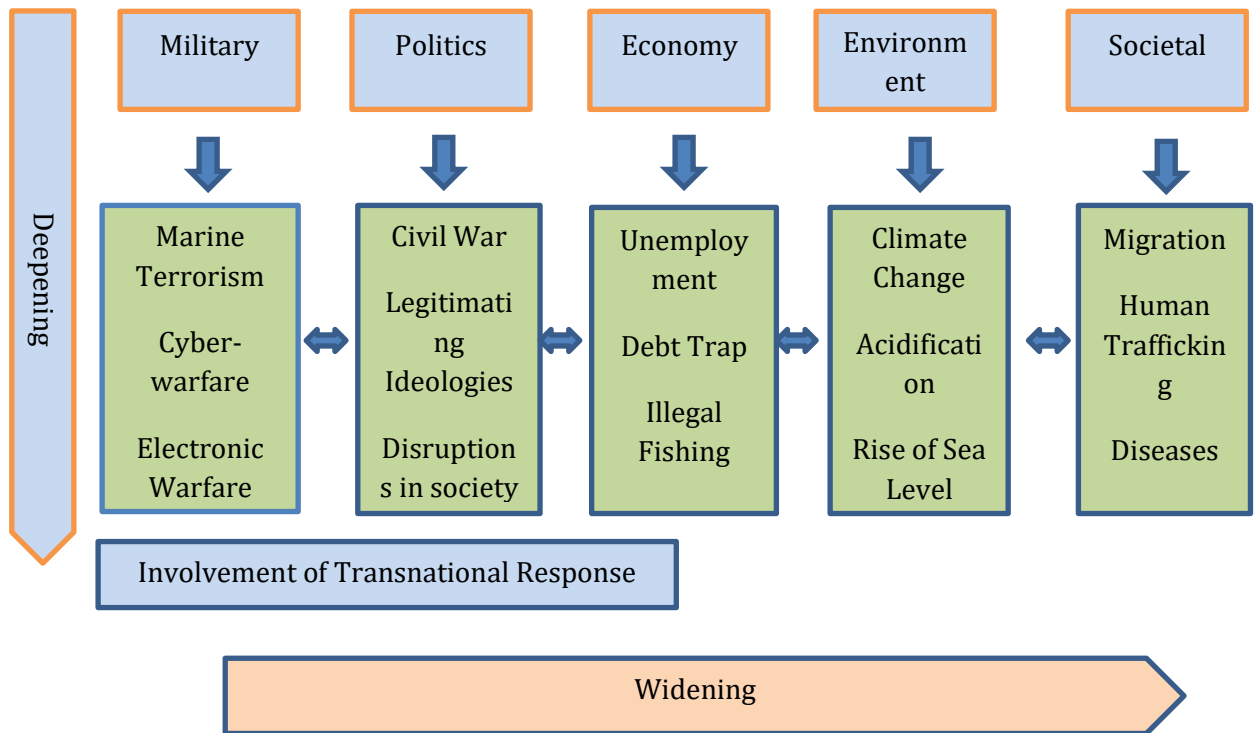 Military
Politics
Economy
Environm
ent
Societal
Deepening
Marine
Terrorism
Cyber-
warfare
Electronic
Warfare
Civil War
Legitimati
ng
Ideologies
Disruption
s in society
Unemploy
ment
Debt Trap
Illegal
Fishing
Climate
Change
Acidificati
on
Rise of Sea
Level
Migration
Human
Traffickin
g
Diseases
Involvement of Transnational Response
Widening